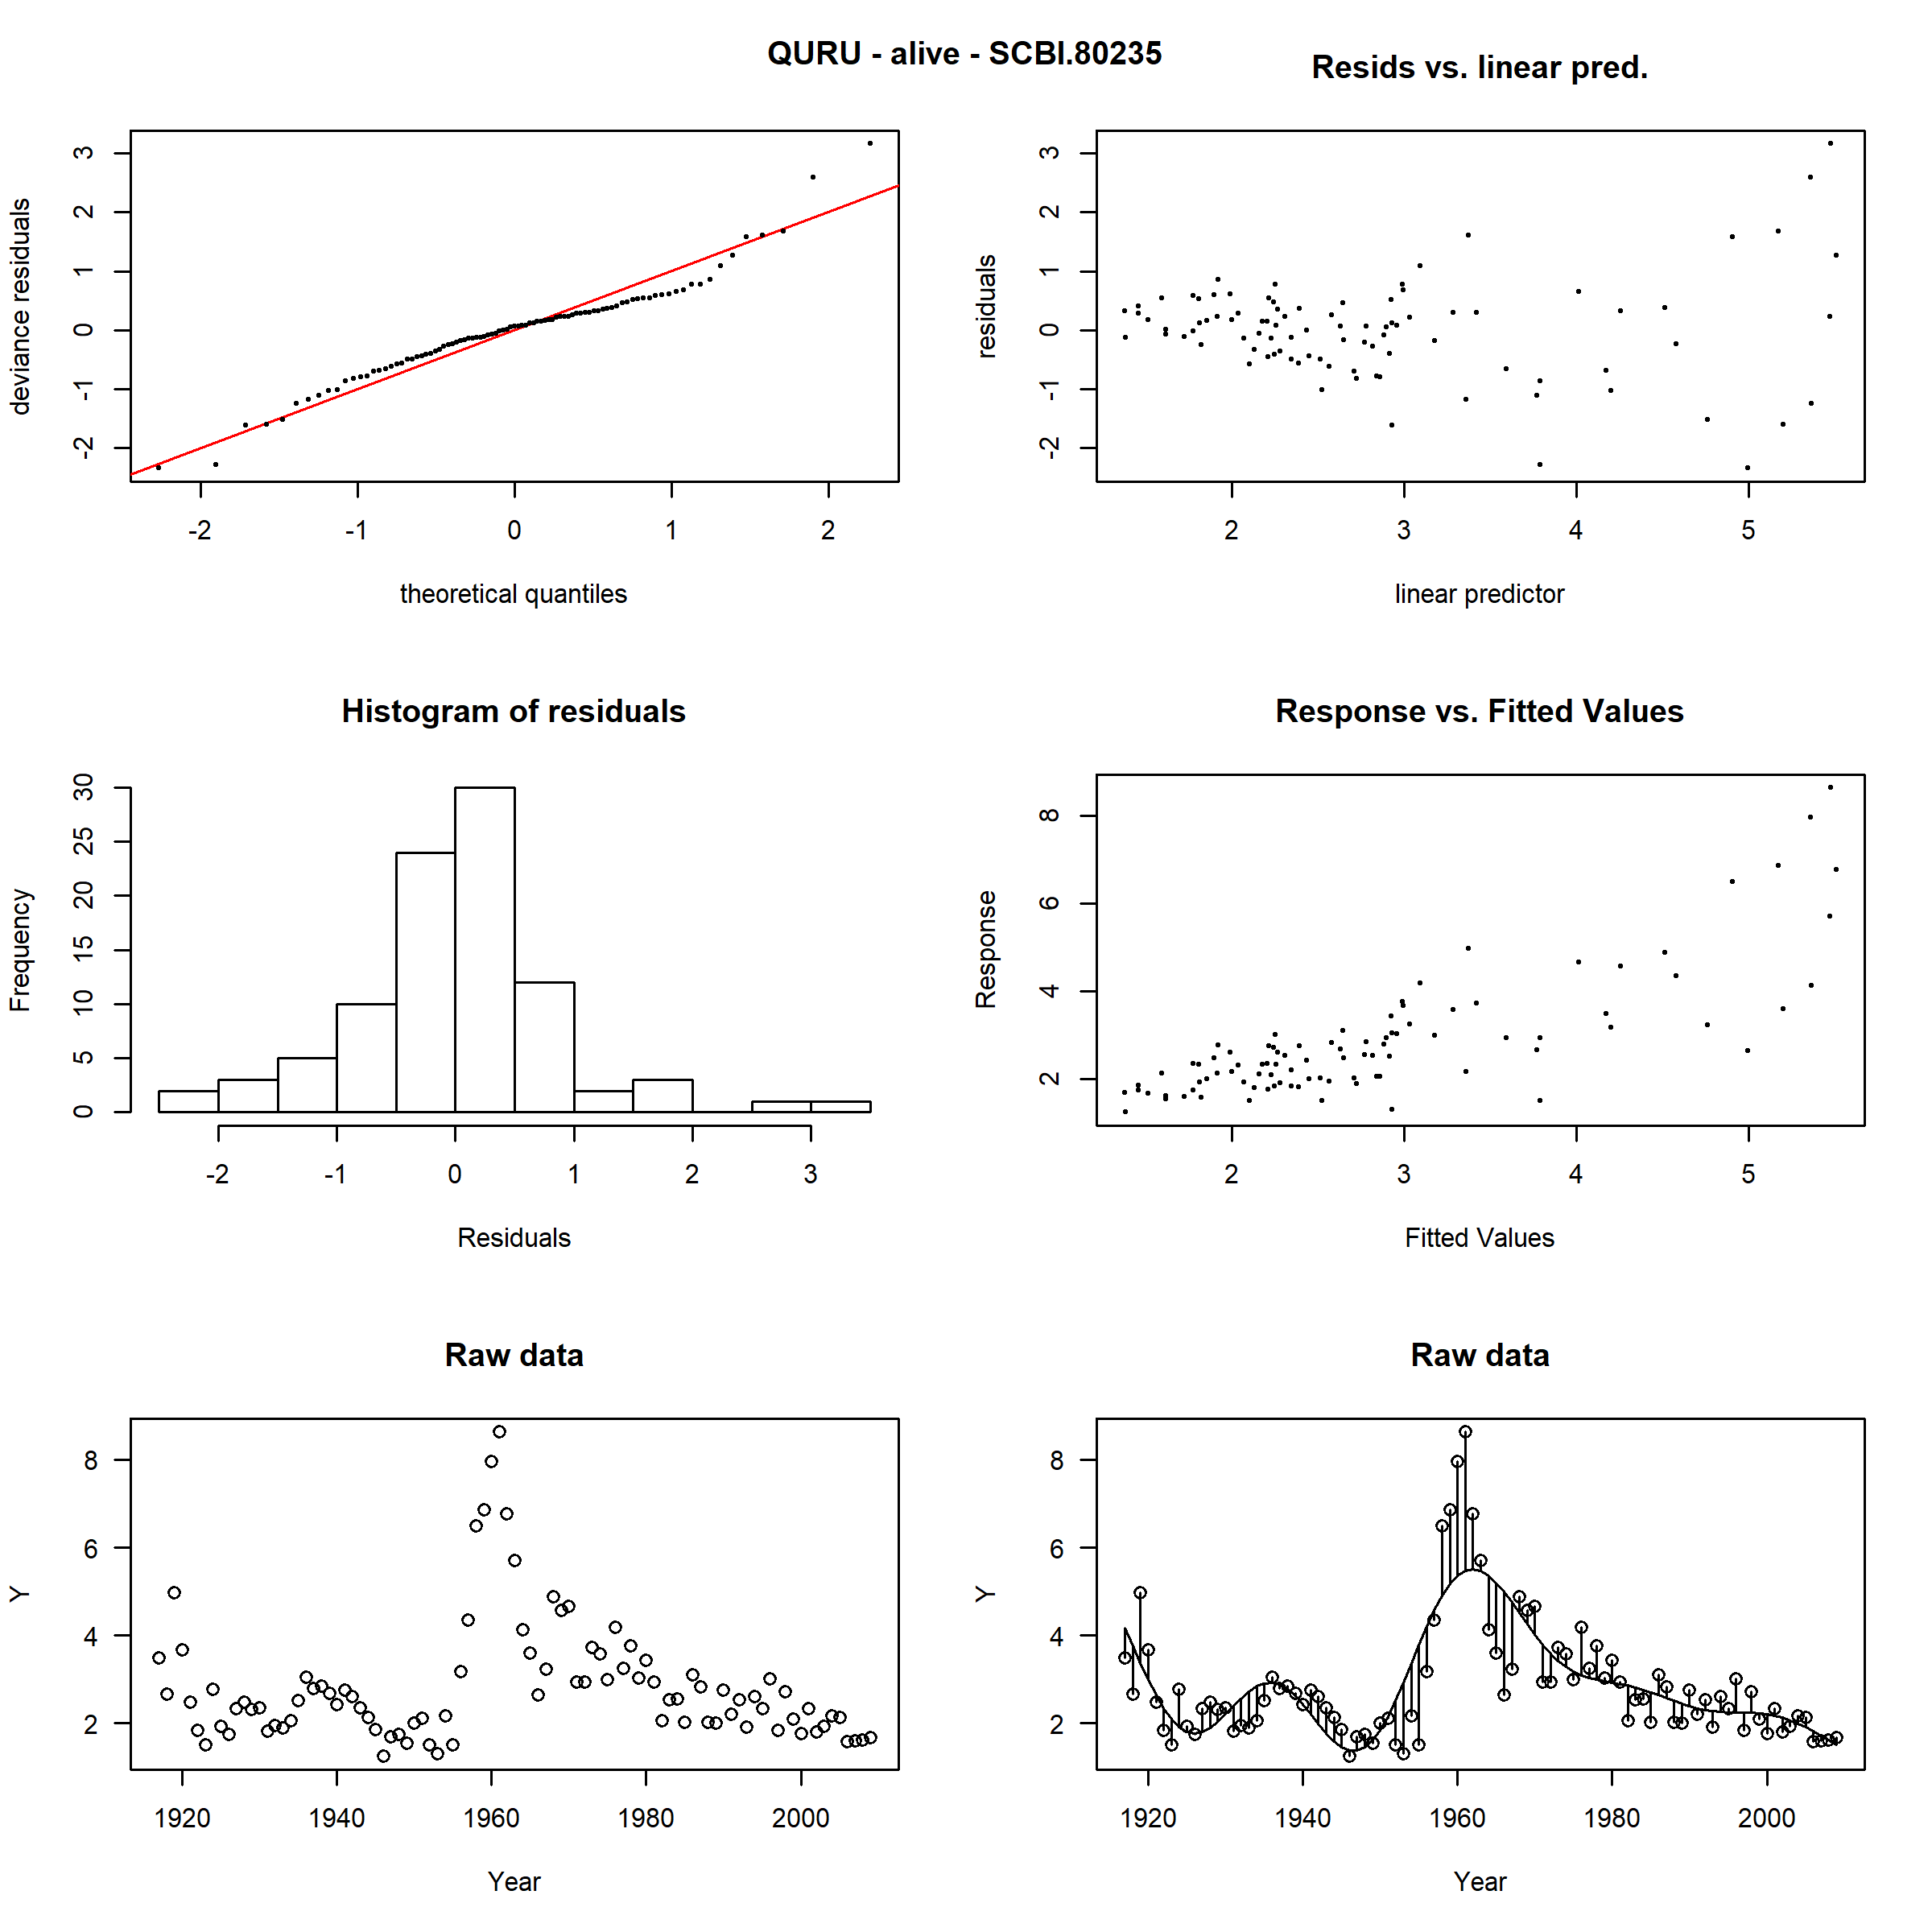 QURU - alive - SCBI.80235
Resids vs. linear pred.
deviance residuals
3
2
1
0
-1
-2
-2 -1 0 1 2
theoretical quantiles
residuals
3
2
1
0
-1
-2
2 3 4 5
linear predictor
Histogram of residuals
Frequency
30
25
20
15
10
5
0
-2 -1 0 1 2 3
Residuals
Response vs. Fitted Values
Response
8
6
4
2
2 3 4 5
Fitted Values
Raw data
Y
8
6
4
2
1920 1940 1960 1980 2000
Year
Raw data
Y
8
6
4
2
1920 1940 1960 1980 2000
Year